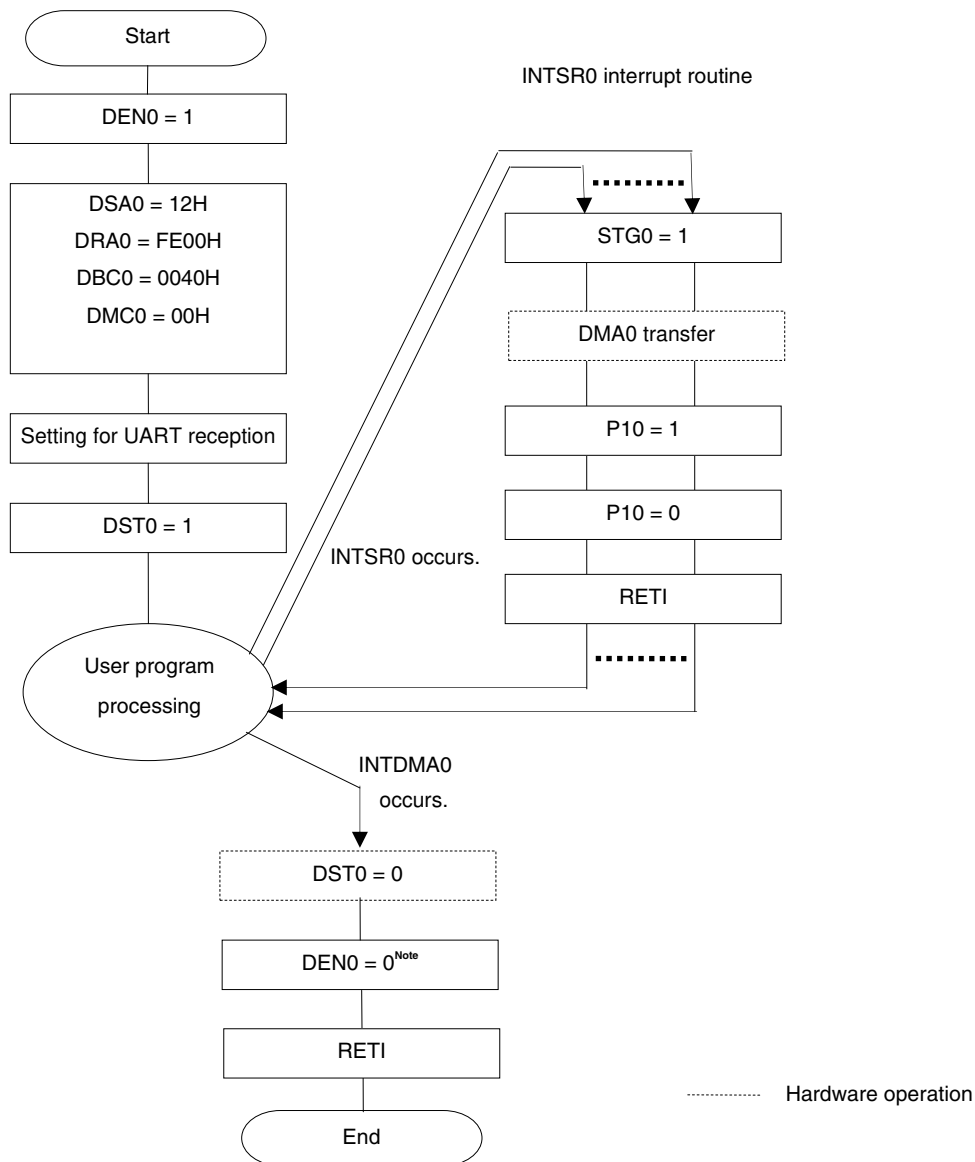 Start
DEN0 = 1
DSA0 = 12H
DRA0 = FE00H
DBC0 = 0040H
DMC0 = 00H
Setting for UART reception
DST0 = 1
User program
processing
INTSR0 interrupt routine
STG0 = 1
DMA0 transfer
P10 = 1
P10 = 0
RETI
INTSR0 occurs.
INTDMA0
occurs.
DST0 = 0
DEN0 = 0Note
RETI
End
Hardware operation